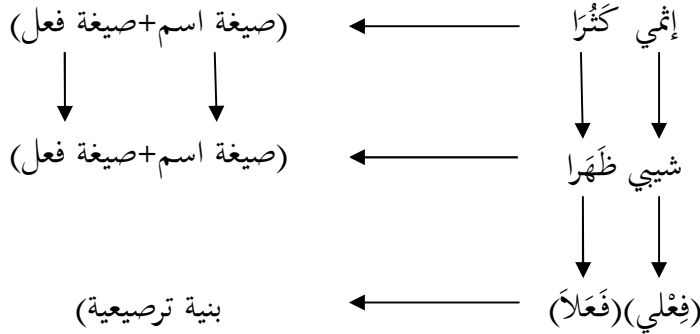 إثمي كَثُرَا (صيغة اسم+صيغة فعل)
شيبي ظَهَرا (صيغة اسم+صيغة فعل)
(فِعْلي)(فَعَلاَ) بنية ترصيعية)